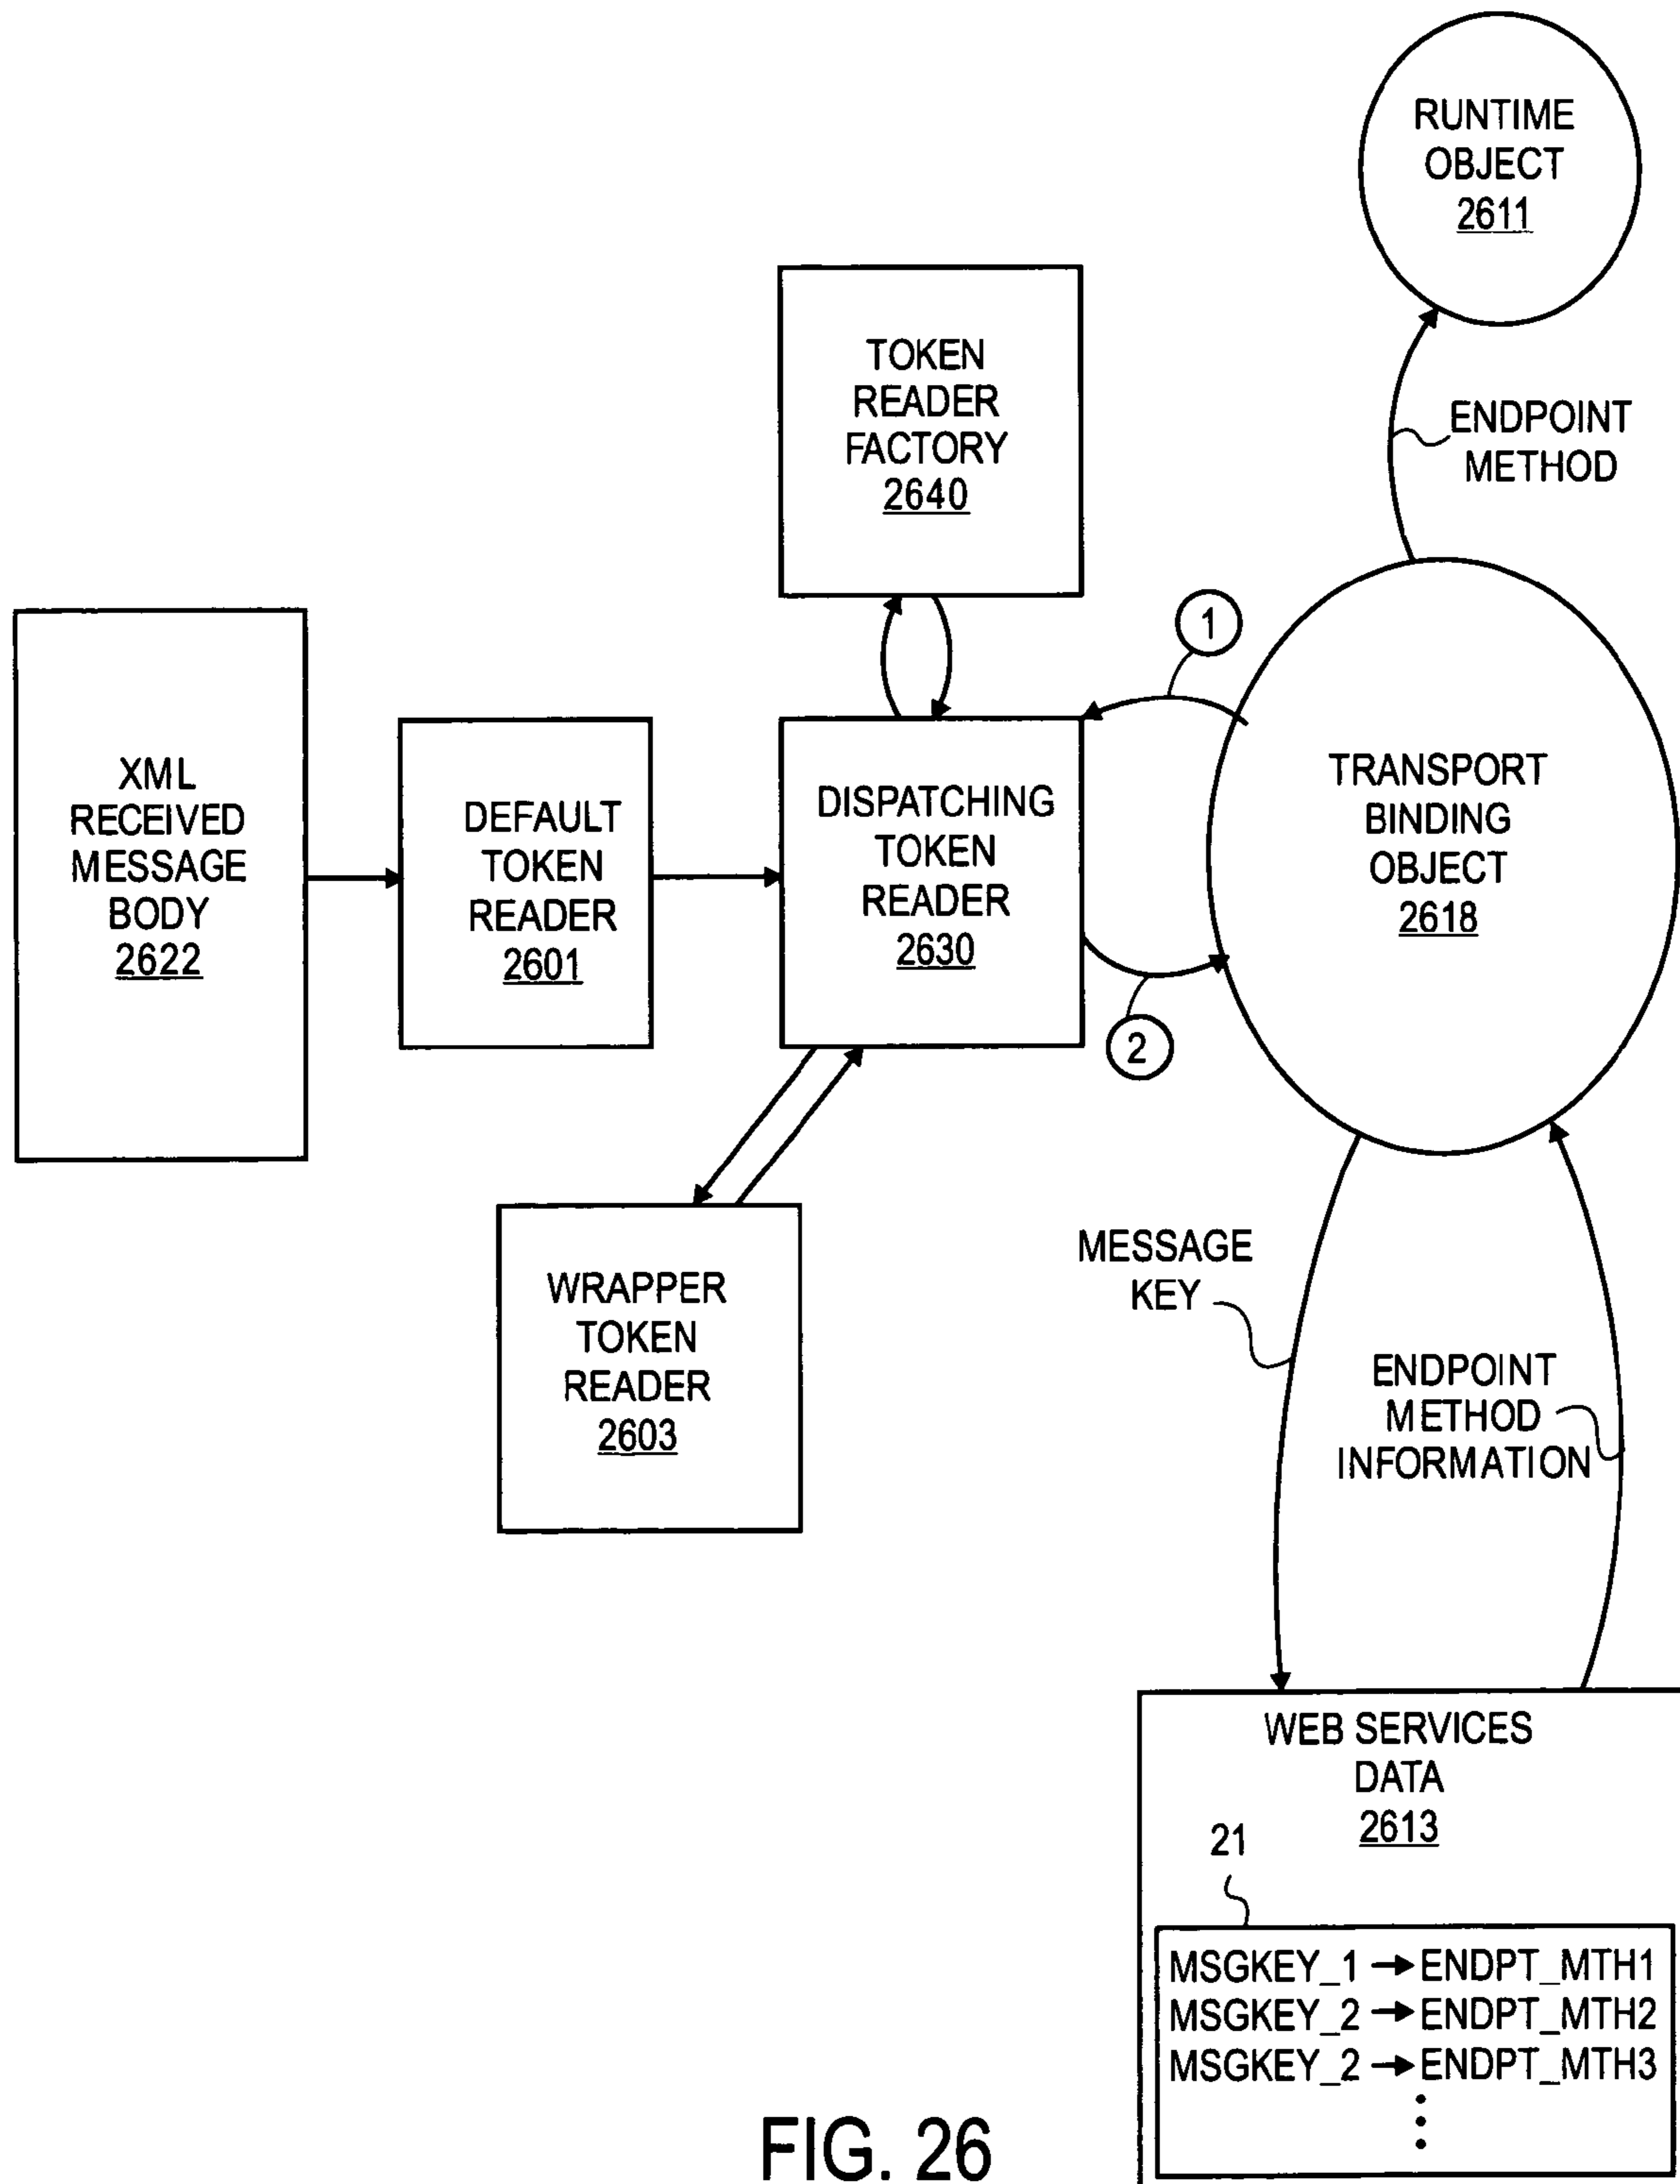 RUNTIME
OBJECT
2611
TOKEN
READER
FACTORY
2640
ENDPOINT
METHOD
1
XML
RECEIVED
MESSAGE
BODY
2622
DEFAULT
TOKEN
READER
2601
DISPATCHING
TOKEN
READER
2630
TRANSPORT
BINDING
OBJECT
2618
2
WRAPPER
TOKEN
READER
2603
MESSAGE
KEY
ENDPOINT
METHOD
INFORMATION
WEB SERVICES
DATA
2613
21
MSGKEY_1 → ENDPT_MTH1
MSGKEY_2 → ENDPT_MTH2
MSGKEY_2 → ENDPT_MTH3
FIG. 26